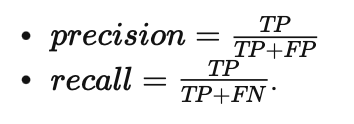 • precision = TP / TP+FP
• recall = TP / TP+FN.